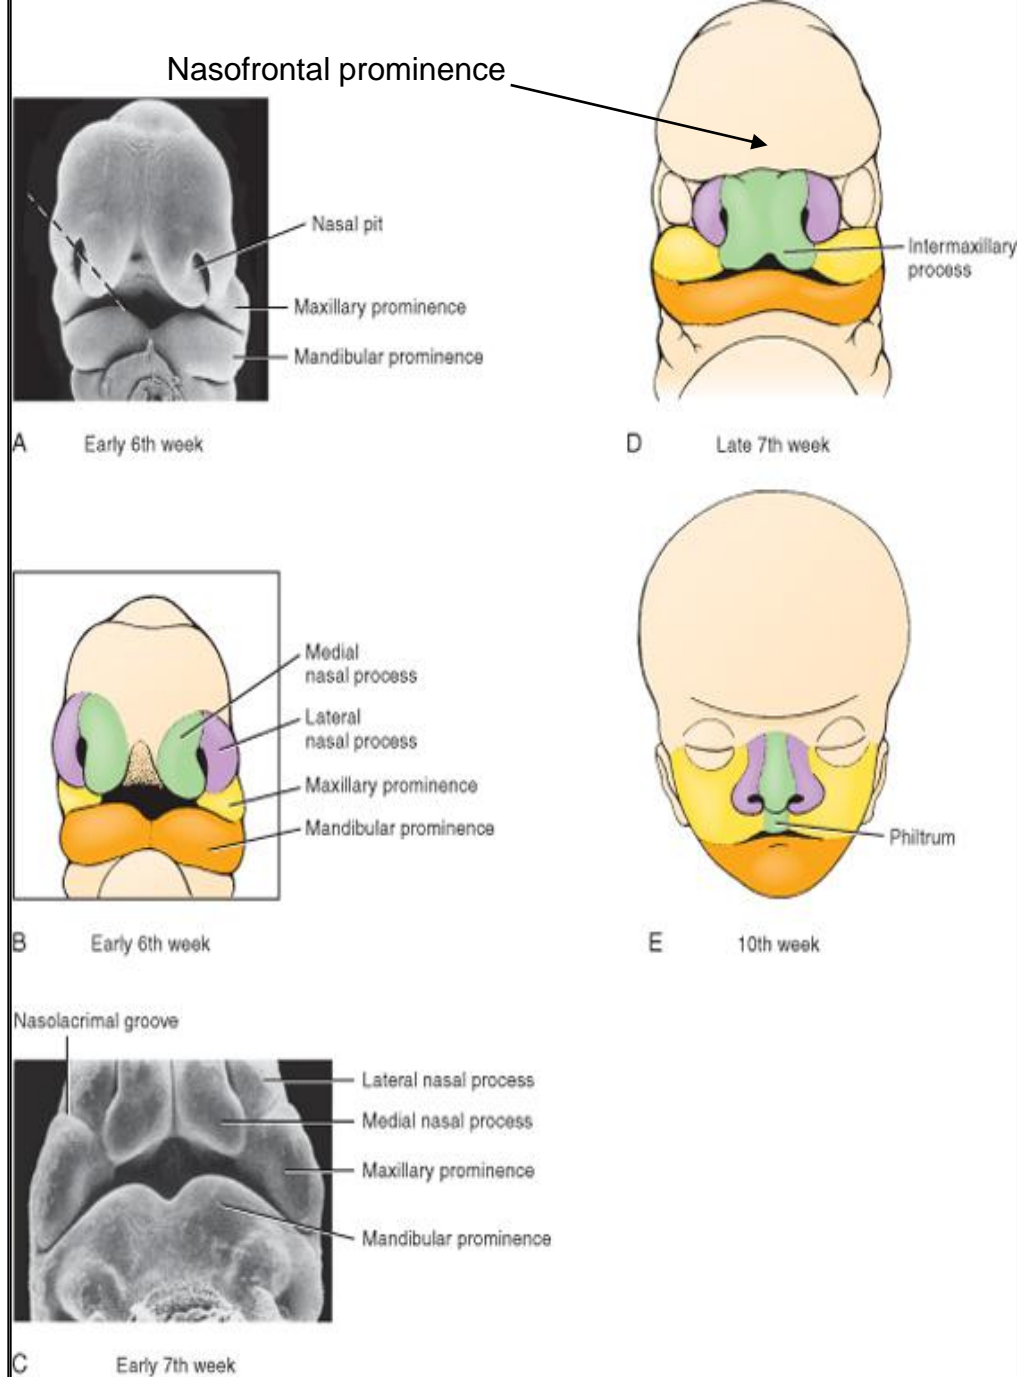 Nasofrontal prominence
Nasal pit
Maxillary prominence
Mandibular prominence
A
Early 6th week
Intermaxillary
process
D
Late 7th week
Medial
nasal process
Lateral
nasal process
Maxillary prominence
Mandibular prominence
B
Early 6th week
Philtrum
E
10th week
Nasolacrimal groove
Lateral nasal process
Medial nasal process
Maxillary prominence
Mandibular prominence
C
Early 7th week